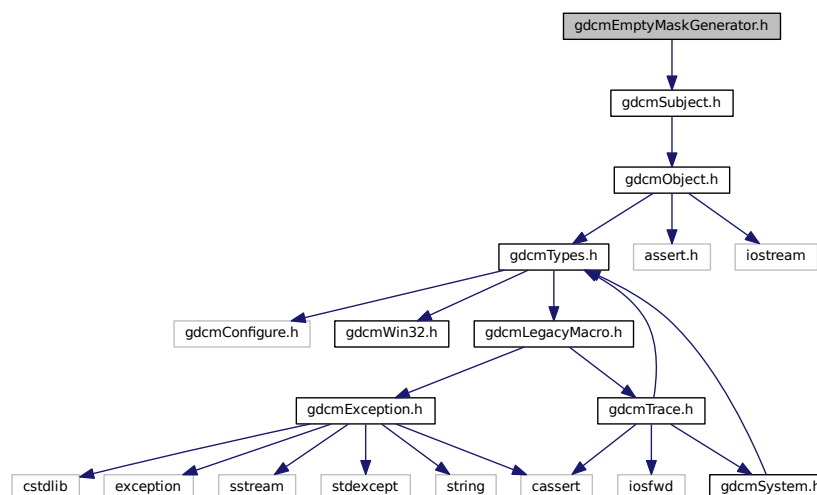 gdcmEmptyMaskGenerator.h
gdcmSubject.h
gdcmObject.h
gdcmTypes.h
assert.h
iostream
gdcmConfigure.h
gdcmWin32.h
gdcmLegacyMacro.h
gdcmException.h
gdcmTrace.h
cstdlib
exception
sstream
stdexcept
string
cassert
iosfwd
gdcmSystem.h